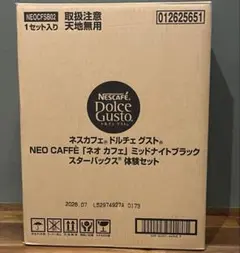 NEOCFSB02
1セット入り
取扱注意
天地無用
012625651
NESCAFÉ
Dolce
Gusto
ネスカフェ® ドルチェ グスト®
NEO CAFFÈ「ネオ カフェ」ミッドナイトブラック
スターバックス® 体験セット